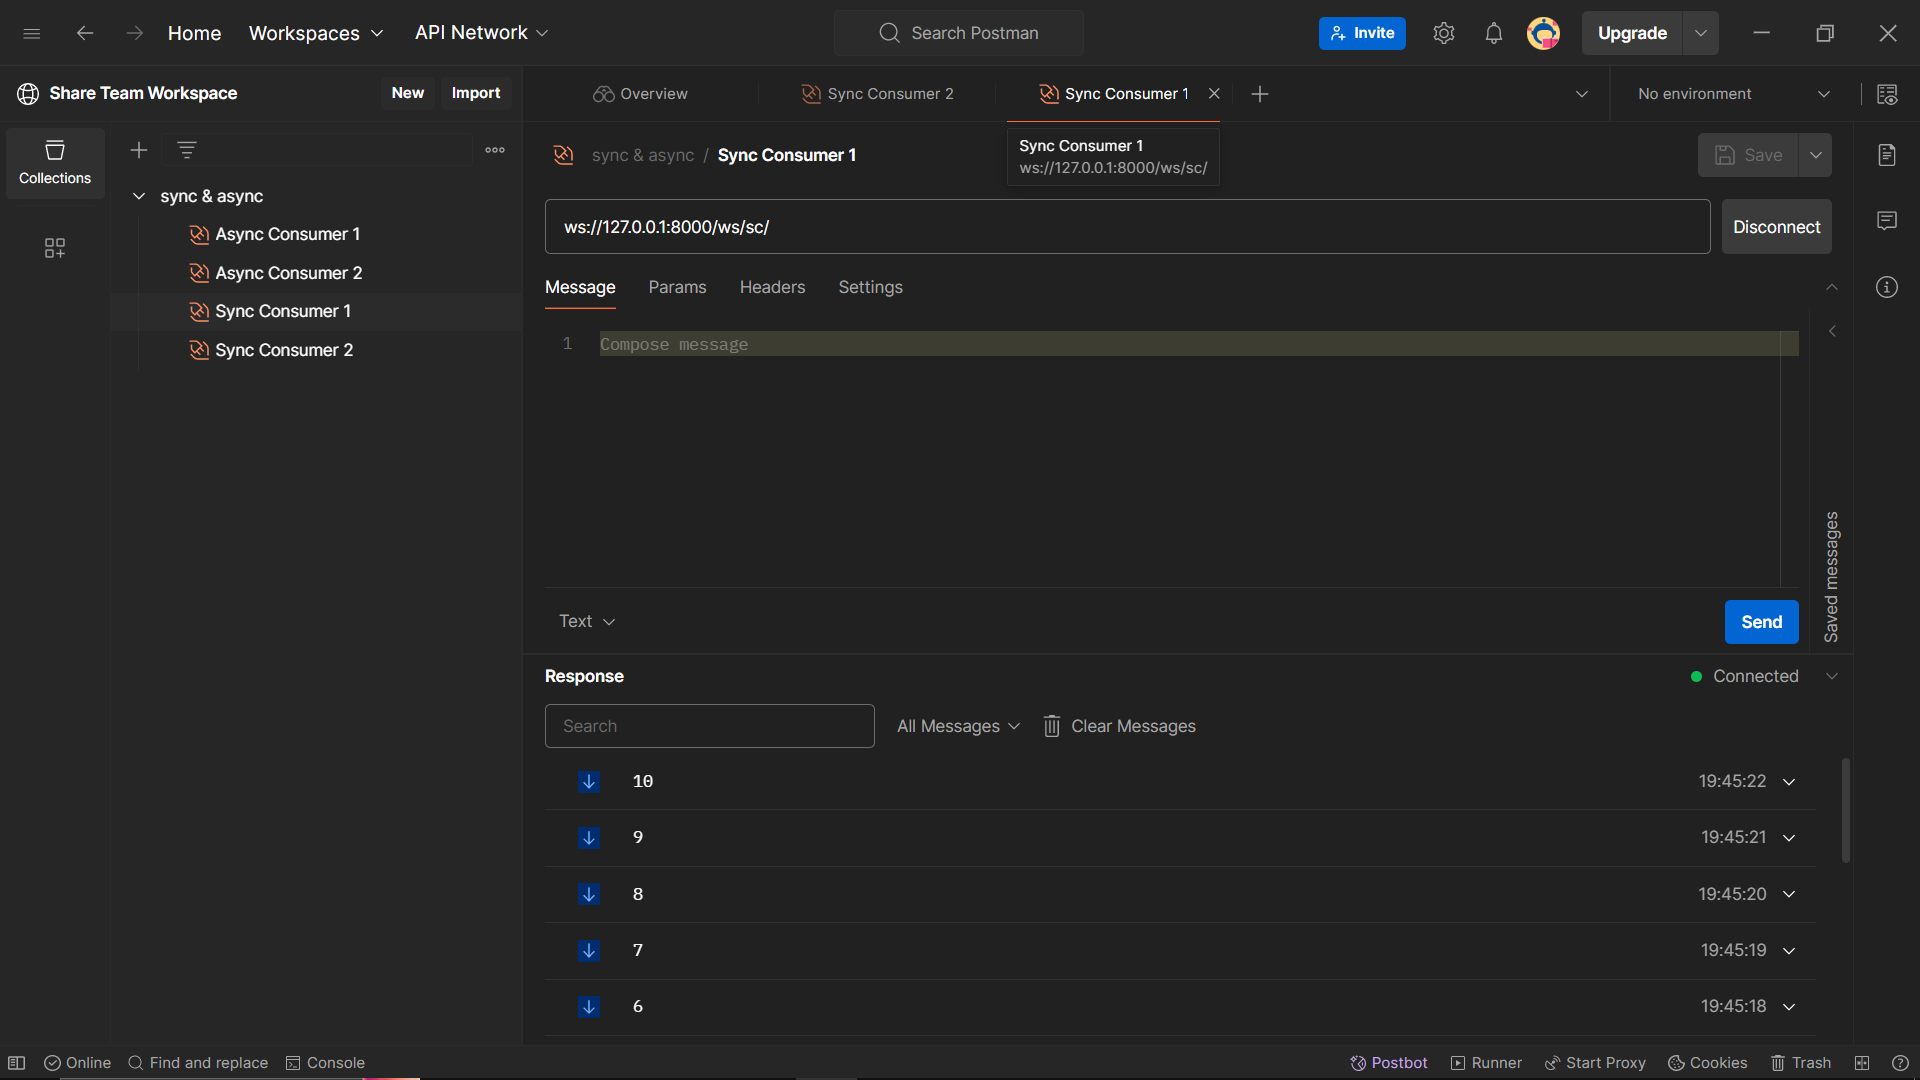 Home
Workspaces
API Network
Search Postman
Invite
Upgrade
Share Team Workspace
New
Import
Overview
Sync Consumer 2
Sync Consumer 1
No environment
Collections
sync & async
Async Consumer 1
Async Consumer 2
Sync Consumer 1
Sync Consumer 2
sync & async / Sync Consumer 1
Sync Consumer 1
ws://127.0.0.1:8000/ws/sc/
Save
ws://127.0.0.1:8000/ws/sc/
Disconnect
Message
Params
Headers
Settings
1
Compose message
Saved messages
Text
Send
Response
Connected
Search
All Messages
Clear Messages
10 19:45:22
9 19:45:21
8 19:45:20
7 19:45:19
6 19:45:18
Online
Find and replace
Console
Postbot
Runner
Start Proxy
Cookies
Trash